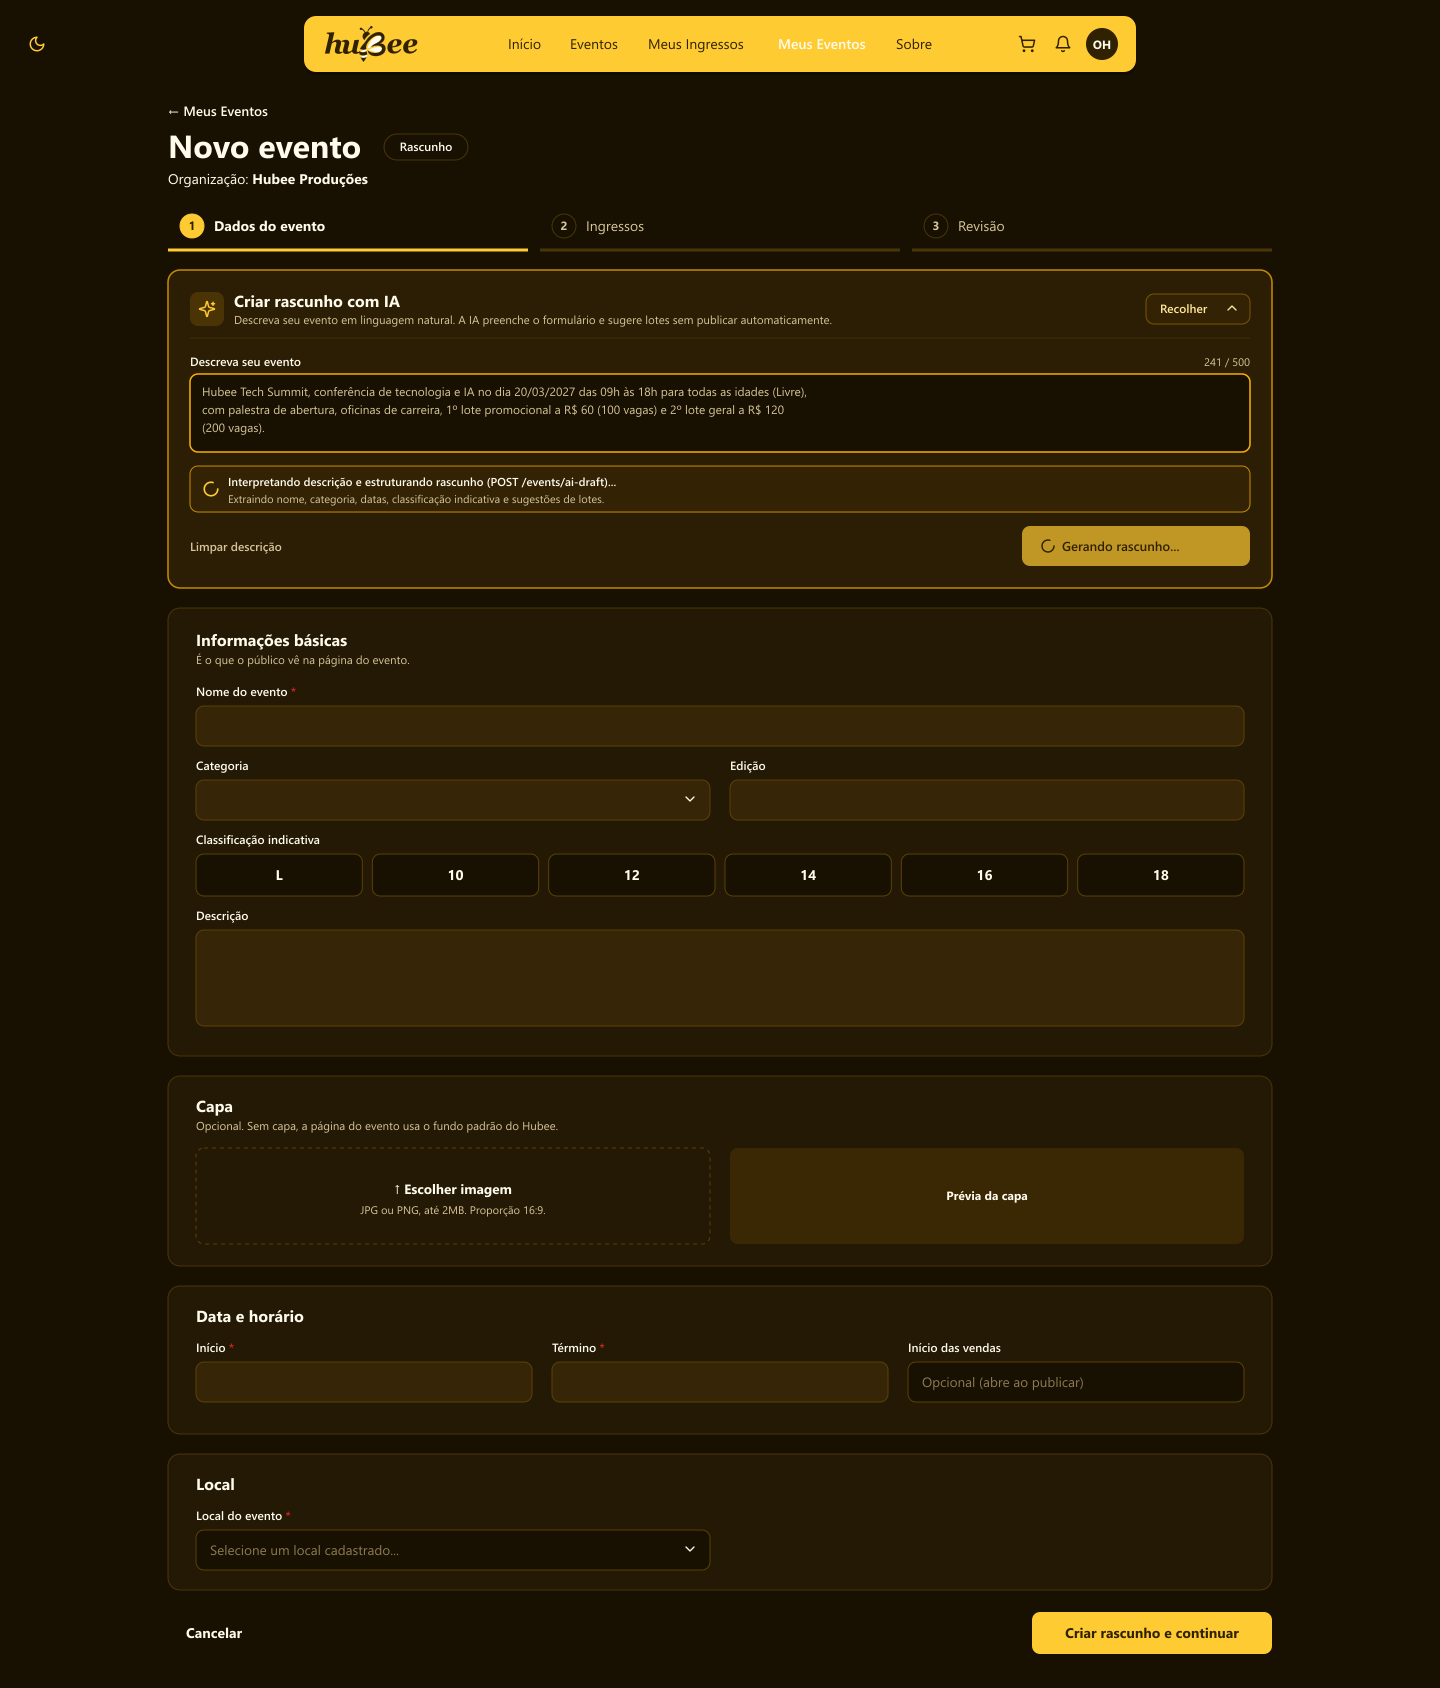 huBee
Início
Eventos
Meus Ingressos
Meus Eventos
Sobre
OH
← Meus Eventos
Novo evento
Rascunho
Organização: Hubee Produções
1 Dados do evento
2 Ingressos
3 Revisão
Criar rascunho com IA
Descreva seu evento em linguagem natural. A IA preenche o formulário e sugere lotes sem publicar automaticamente.
Recolher
Descreva seu evento
241 / 500
Hubee Tech Summit, conferência de tecnologia e IA no dia 20/03/2027 das 09h às 18h para todas as idades (Livre),
com palestra de abertura, oficinas de carreira, 1º lote promocional a R$ 60 (100 vagas) e 2º lote geral a R$ 120
(200 vagas).
Interpretando descrição e estruturando rascunho (POST /events/ai-draft)...
Extraindo nome, categoria, datas, classificação indicativa e sugestões de lotes.
Limpar descrição
Gerando rascunho...
Informações básicas
É o que o público vê na página do evento.
Nome do evento *
Categoria
Edição
Classificação indicativa
L
10
12
14
16
18
Descrição
Capa
Opcional. Sem capa, a página do evento usa o fundo padrão do Hubee.
↑ Escolher imagem
JPG ou PNG, até 2MB. Proporção 16:9.
Prévia da capa
Data e horário
Início *
Término *
Início das vendas
Opcional (abre ao publicar)
Local
Local do evento *
Selecione um local cadastrado...
Cancelar
Criar rascunho e continuar